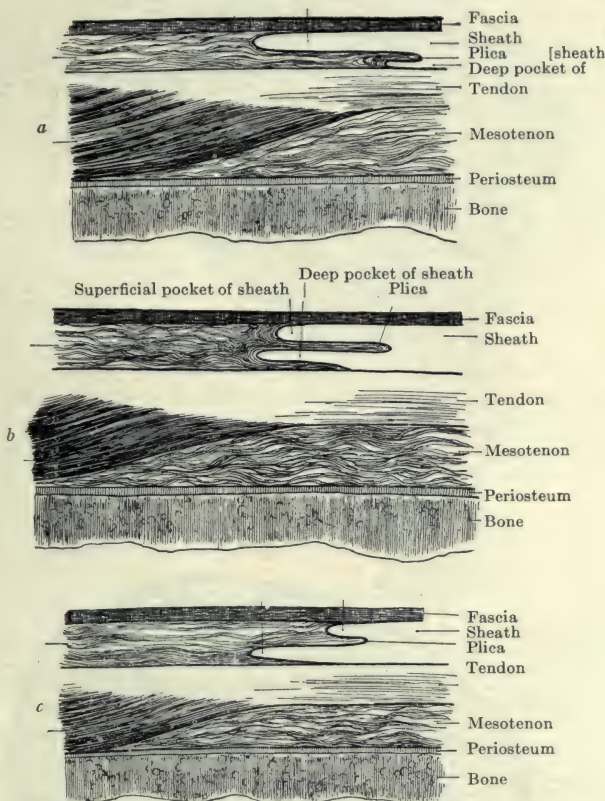 Fascia
Sheath
Plica [sheath
Deep pocket of
Tendon
a
Mesotenon
Periosteum
Bone
Deep pocket of sheath
Superficial pocket of sheath
Plica
Fascia
Sheath
Tendon
b
Mesotenon
Periosteum
Bone
Fascia
Sheath
Plica
Tendon
c
Mesotenon
Periosteum
Bone